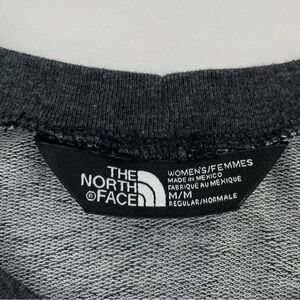 THE
NORTH
®FACE
WOMENS/FEMMES
MADE IN MEXICO
FABRIQUÉ AU MEXIQUE
M/M
REGULAR/NORMALE